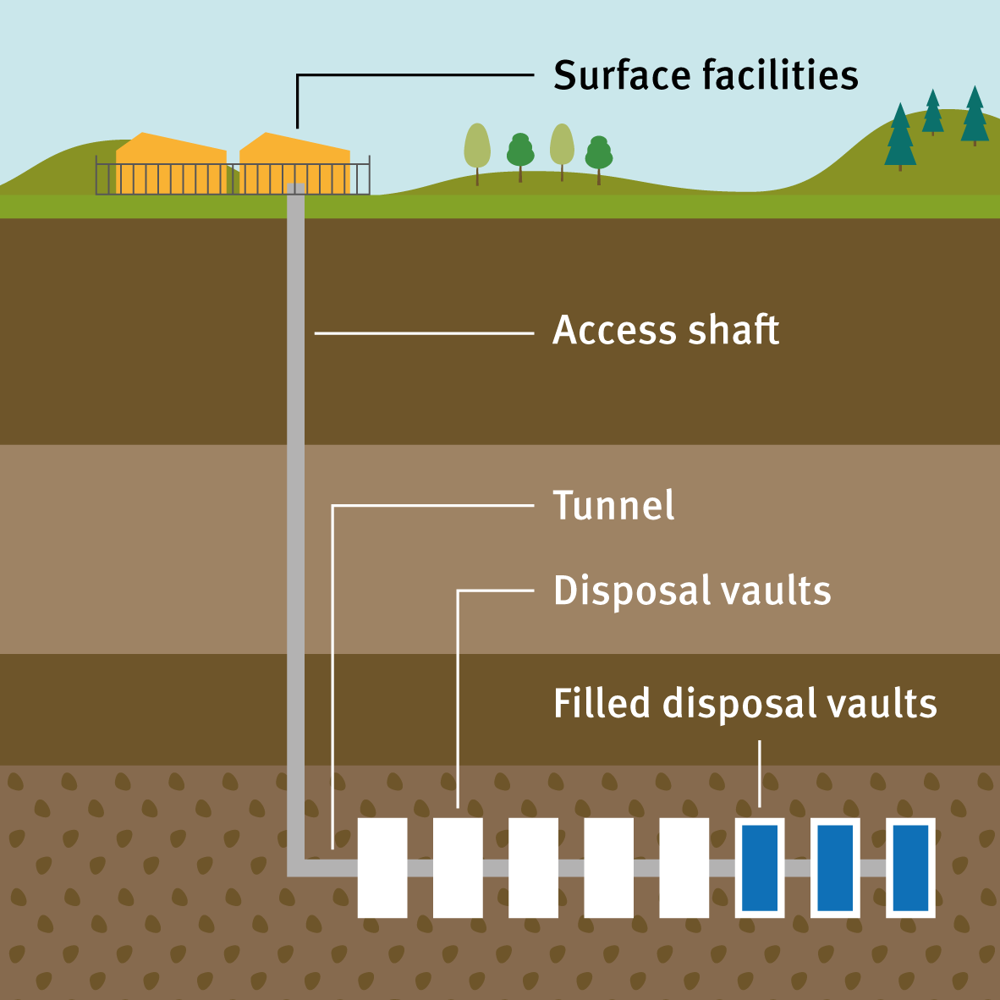 Surface facilities
Access shaft
Tunnel
Disposal vaults
Filled disposal vaults